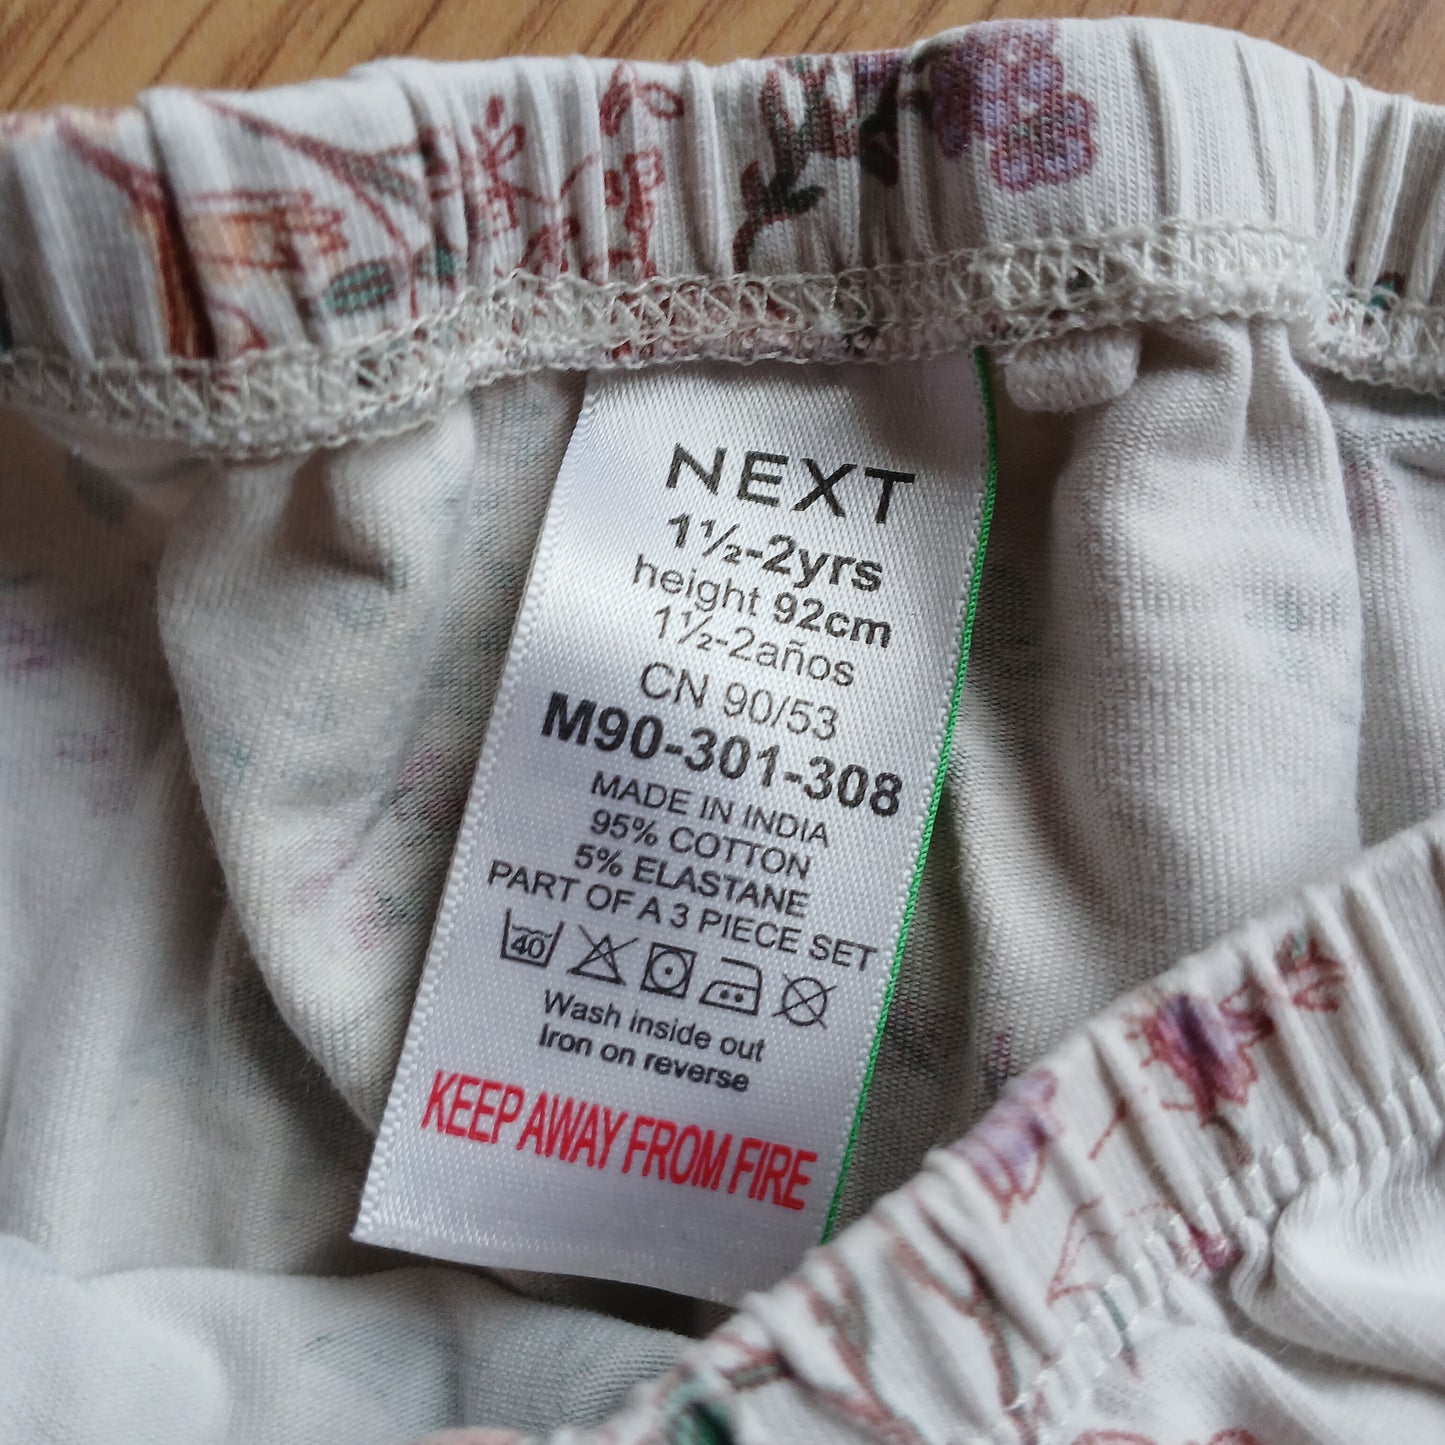 NEXT
1½-2yrs
height 92cm
1½-2años
CN 90/53
M90-301-308
MADE IN INDIA
95% COTTON
5% ELASTANE
PART OF A 3 PIECE SET
40
Wash inside out
Iron on reverse
KEEP AWAY FROM FIRE